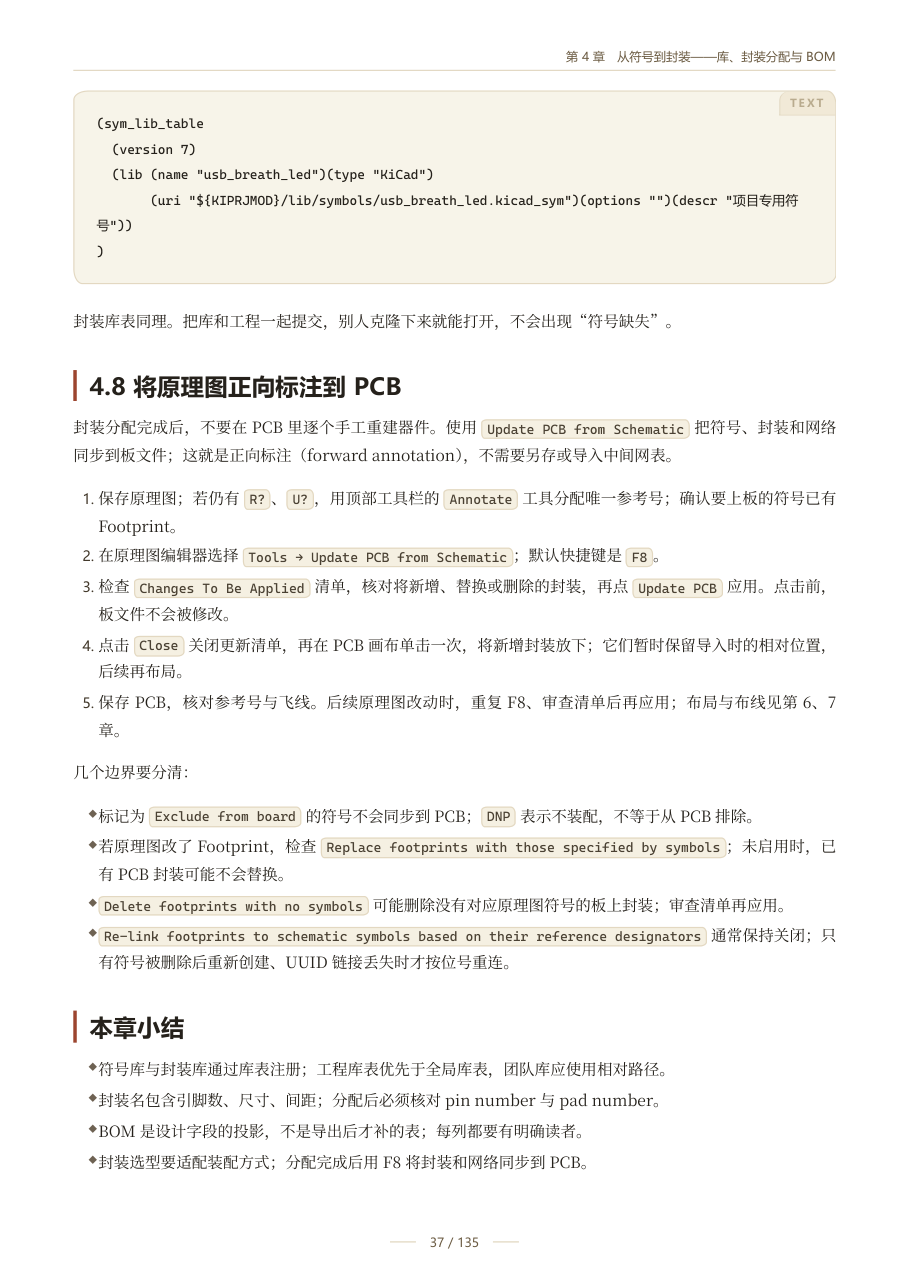 第 4 章　从符号到封装——库、封装分配与 BOM
TEXT
(sym_lib_table
  (version 7)
  (lib (name "usb_breath_led")(type "KiCad")
       (uri "${KIPRJMOD}/lib/symbols/usb_breath_led.kicad_sym")(options "")(descr "项目专用符
号"))
)
封装库表同理。把库和工程一起提交，别人克隆下来就能打开，不会出现“符号缺失”。
4.8 将原理图正向标注到 PCB
封装分配完成后，不要在 PCB 里逐个手工重建器件。使用 Update PCB from Schematic 把符号、封装和网络
同步到板文件；这就是正向标注（forward annotation），不需要另存或导入中间网表。
1. 保存原理图；若仍有 R?、U?，用顶部工具栏的 Annotate 工具分配唯一参考号；确认要上板的符号已有
Footprint。
2. 在原理图编辑器选择 Tools → Update PCB from Schematic；默认快捷键是 F8。
3. 检查 Changes To Be Applied 清单，核对将新增、替换或删除的封装，再点 Update PCB 应用。点击前，
板文件不会被修改。
4. 点击 Close 关闭更新清单，再在 PCB 画布单击一次，将新增封装放下；它们暂时保留导入时的相对位置，
后续再布局。
5. 保存 PCB，核对参考号与飞线。后续原理图改动时，重复 F8、审查清单后再应用；布局与布线见第 6、7
章。
几个边界要分清：
◆标记为 Exclude from board 的符号不会同步到 PCB；DNP 表示不装配，不等于从 PCB 排除。
◆若原理图改了 Footprint，检查 Replace footprints with those specified by symbols；未启用时，已
有 PCB 封装可能不会替换。
◆Delete footprints with no symbols 可能删除没有对应原理图符号的板上封装；审查清单再应用。
◆Re-link footprints to schematic symbols based on their reference designators 通常保持关闭；只
有符号被删除后重新创建、UUID 链接丢失时才按位号重连。
本章小结
◆符号库与封装库通过库表注册；工程库表优先于全局库表，团队库应使用相对路径。
◆封装名包含引脚数、尺寸、间距；分配后必须核对 pin number 与 pad number。
◆BOM 是设计字段的投影，不是导出后才补的表；每列都要有明确读者。
◆封装选型要适配装配方式；分配完成后用 F8 将封装和网络同步到 PCB。
37 / 135